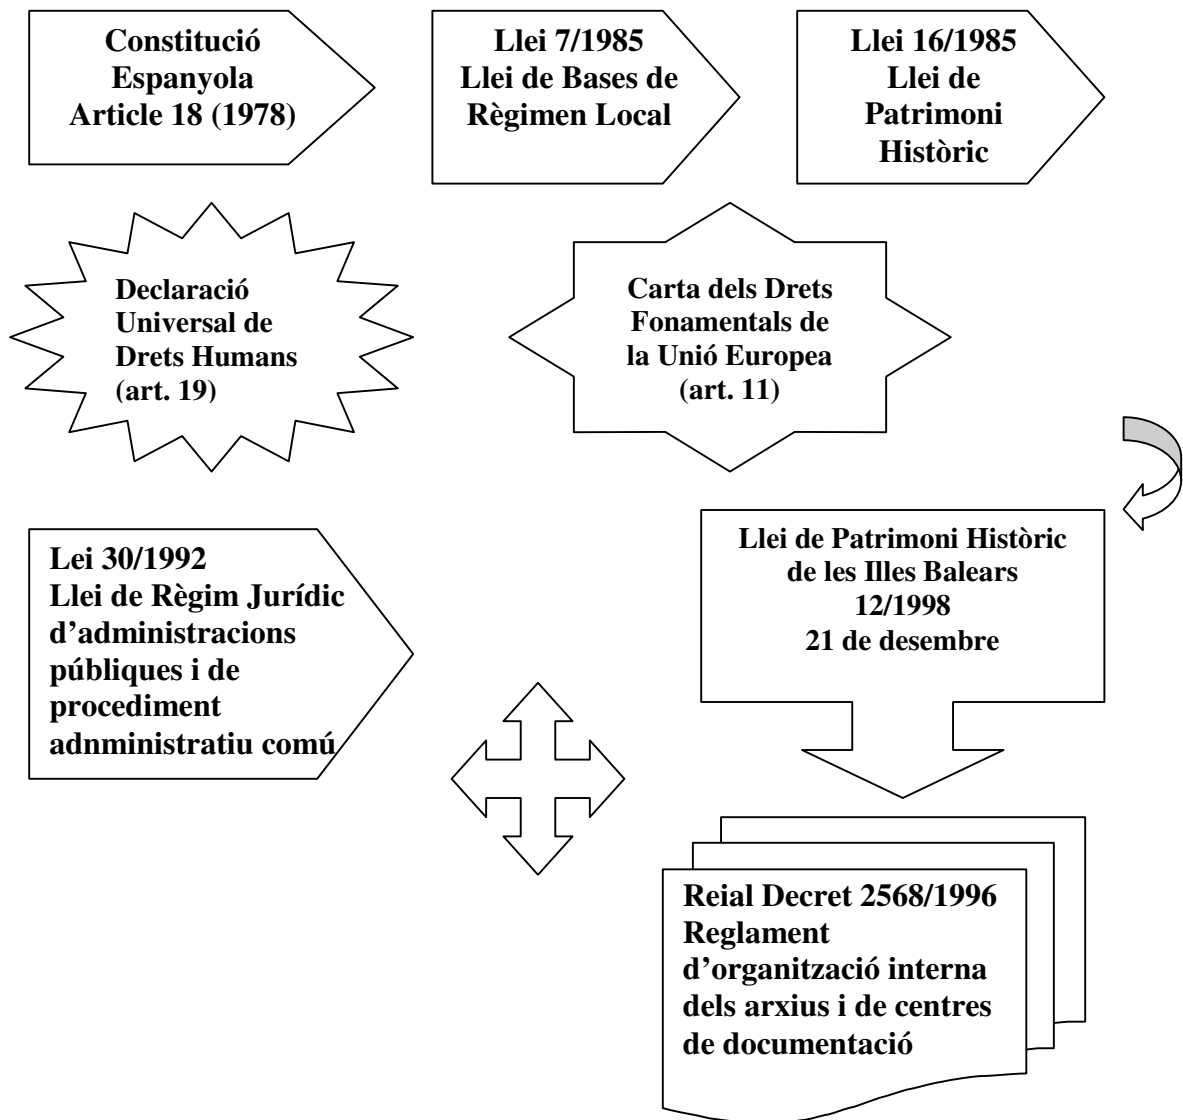 Constitució
Espanyola
Article 18 (1978)
Llei 7/1985
Llei de Bases de
Règimen Local
Llei 16/1985
Llei de
Patrimoni
Històric
Declaració
Universal de
Drets Humans
(art. 19)
Carta dels Drets
Fonamentals de
la Unió Europea
(art. 11)
Lei 30/1992
Llei de Règim Jurídic
d’administracions
públiques i de
procediment
adnministratiu comú
Llei de Patrimoni Històric
de les Illes Balears
12/1998
21 de desembre
Reial Decret 2568/1996
Reglament
d’organització interna
dels arxius i de centres
de documentació